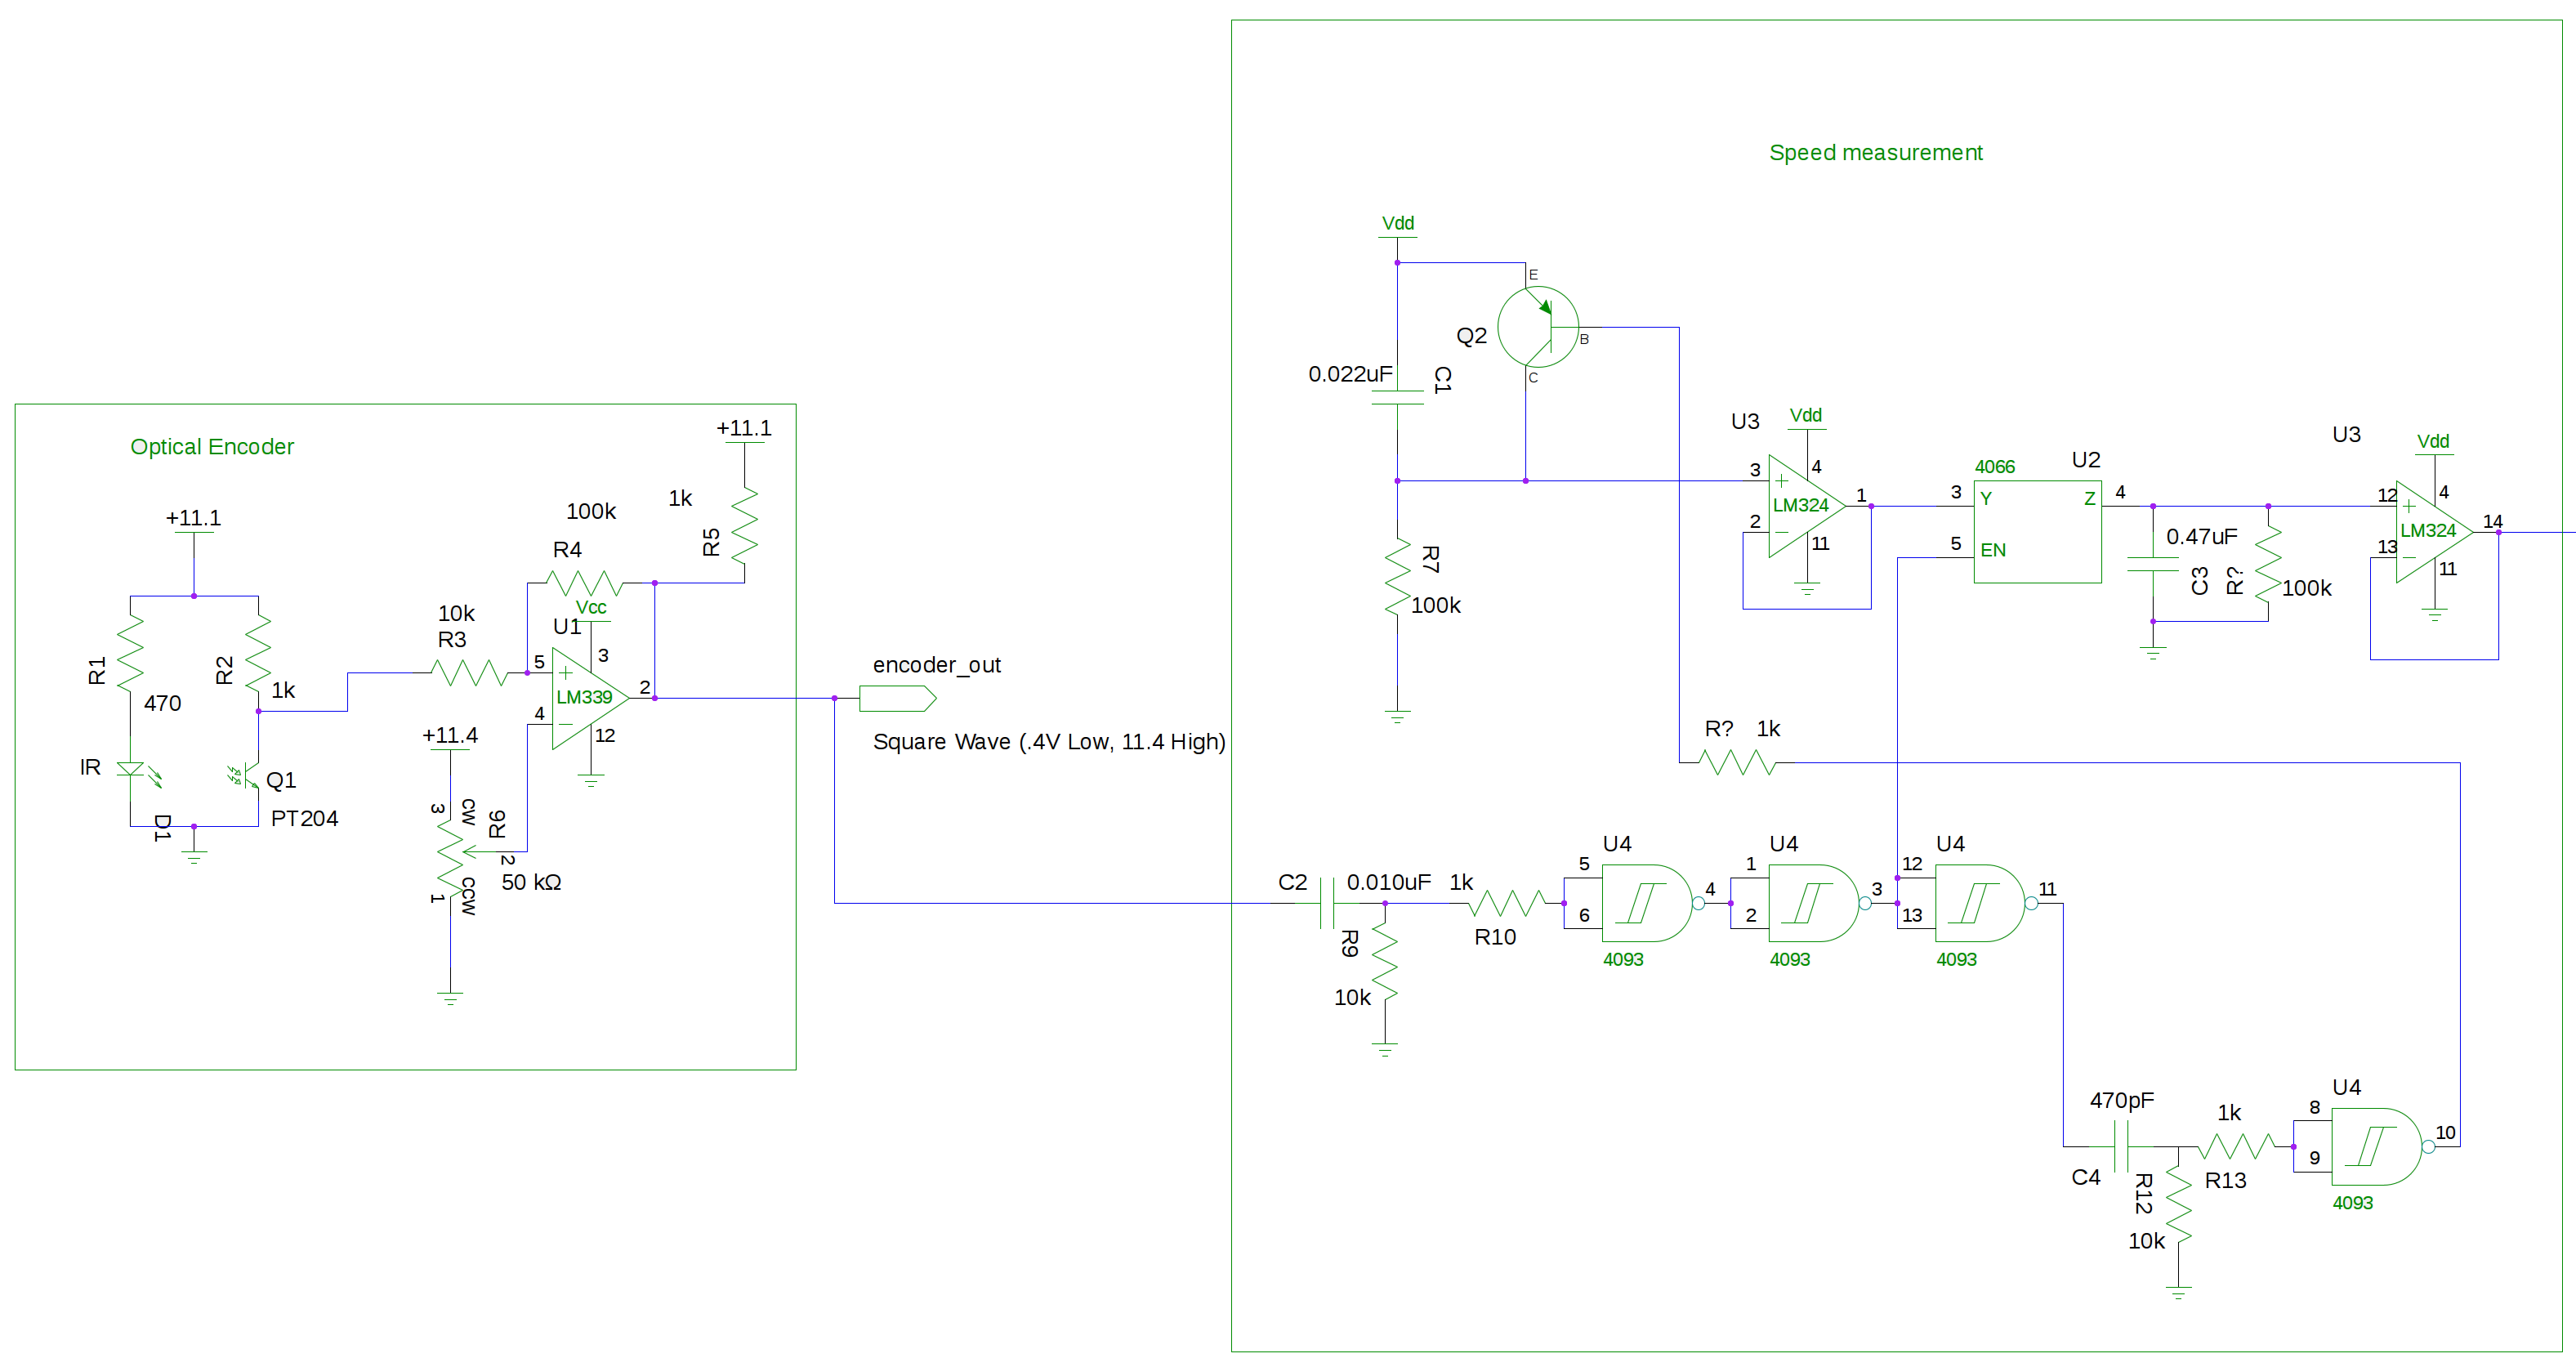 Optical Encoder
+11.1
R1
470
IR
D1
R2
1k
Q1
PT204
10k
R3
100k
R4
Vcc
U1
5
3
LM339
2
4
12
+11.1
1k
R5
+11.4
3
cw
R6
2
50 kΩ
1
ccw
encoder_out
Square Wave (.4V Low, 11.4 High)
Speed measurement
Vdd
E
Q2
B
C
0.022uF
C1
R7
100k
U3
Vdd
3
4
LM324
1
2
11
4066
U2
3
Y
Z
4
5
EN
0.47uF
C3
R?
100k
U3
Vdd
12
4
LM324
14
13
11
R?
1k
C2
0.010uF
R9
10k
1k
R10
U4
5
4
6
4093
U4
1
3
2
4093
U4
12
11
13
4093
470pF
C4
R12
10k
1k
R13
U4
8
10
9
4093